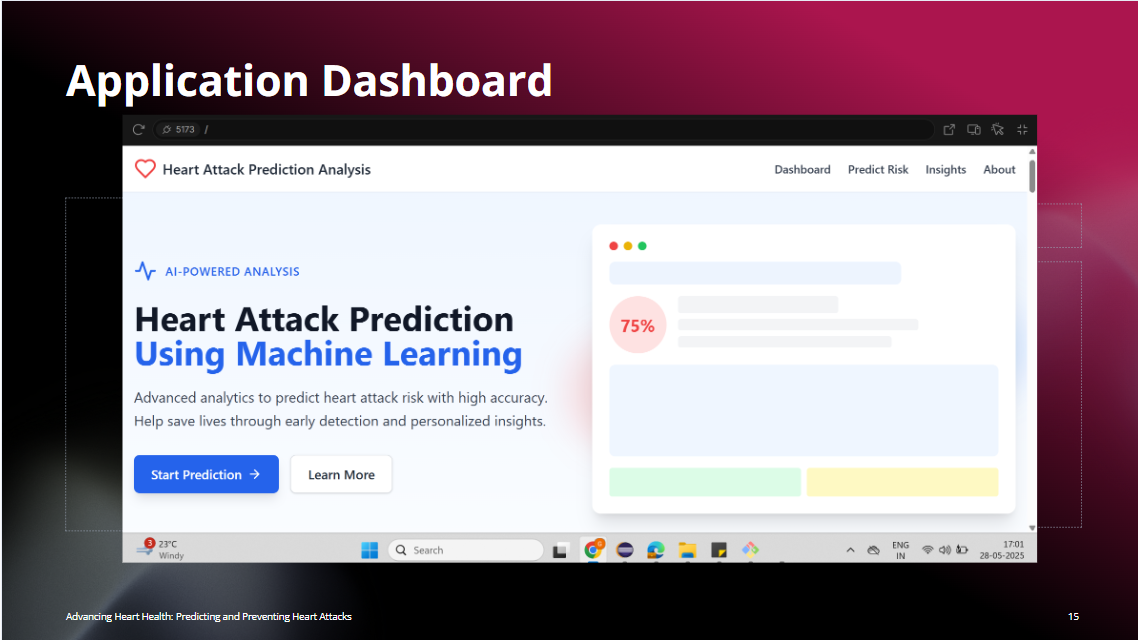 Application Dashboard
5173 /
Heart Attack Prediction Analysis
Dashboard Predict Risk Insights About
AI-POWERED ANALYSIS
Heart Attack Prediction
Using Machine Learning
75%
Advanced analytics to predict heart attack risk with high accuracy.
Help save lives through early detection and personalized insights.
Start Prediction →
Learn More
3
23°C
Windy
Search
ENG
IN
17:01
28-05-2025
Advancing Heart Health: Predicting and Preventing Heart Attacks
15